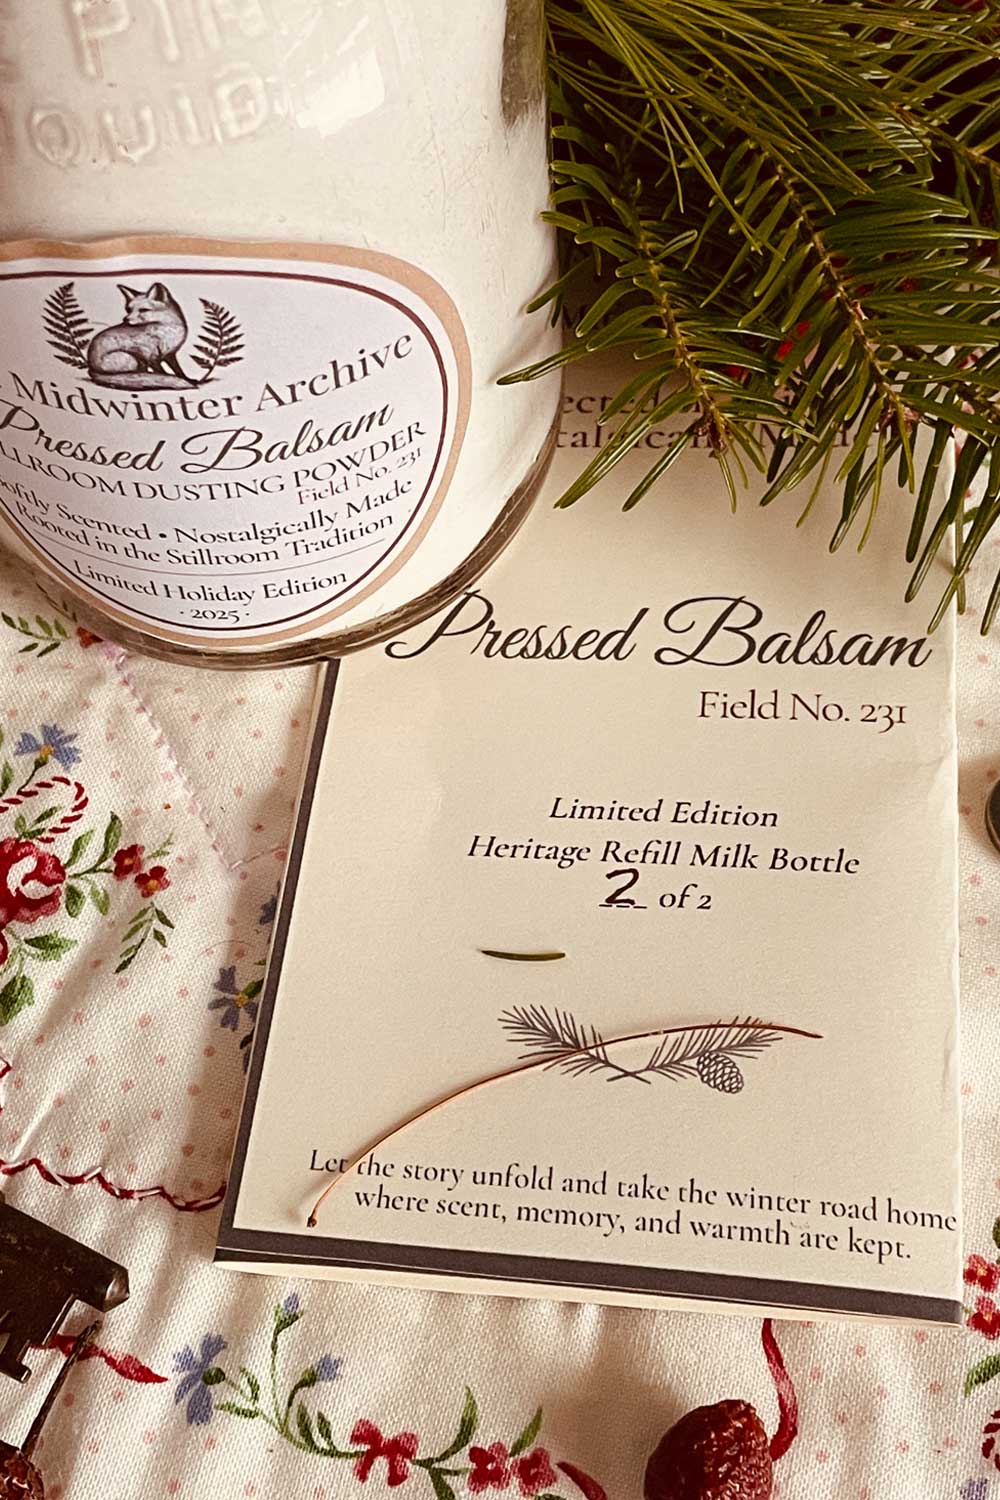 PIN
QUID
Midwinter Archive
Pressed Balsam
LLROOM DUSTING POWDER
Field No. 231
Softly Scented • Nostalgically Made
Rooted in the Stillroom Tradition
Limited Holiday Edition
· 2025 ·
Pressed Balsam
Field No. 231
Limited Edition
Heritage Refill Milk Bottle
2 of 2
Let the story unfold and take the winter road home
where scent, memory, and warmth are kept.